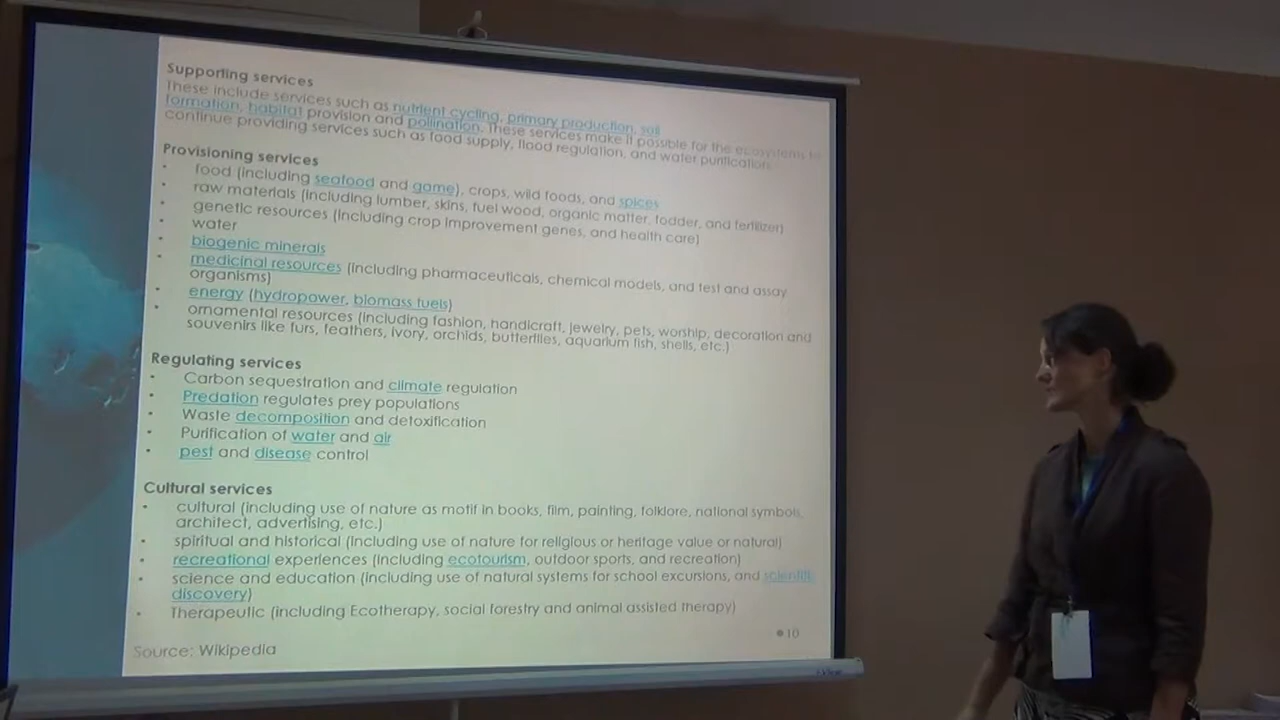 Supporting services
These include services such as nutrient cycling, primary production, soil
formation, habitat provision and pollination. These services make it possible for the ecosystems to
continue providing services such as food supply, flood regulation, and water purification.
Provisioning services
• food (including seafood and game), crops, wild foods, and spices
• raw materials (including lumber, skins, fuel wood, organic matter, fodder, and fertilizer)
• genetic resources (including crop improvement genes, and health care)
• water
• biogenic minerals
• medicinal resources (including pharmaceuticals, chemical models, and test and assay
organisms)
• energy (hydropower, biomass fuels)
• ornamental resources (including fashion, handicraft, jewelry, pets, worship, decoration and
souvenirs like furs, feathers, ivory, orchids, butterflies, aquarium fish, shells, etc.)
Regulating services
• Carbon sequestration and climate regulation
• Predation regulates prey populations
• Waste decomposition and detoxification
• Purification of water and air
• pest and disease control
Cultural services
• cultural (including use of nature as motif in books, film, painting, folklore, national symbols,
architect, advertising, etc.)
• spiritual and historical (including use of nature for religious or heritage value or natural)
• recreational experiences (including ecotourism, outdoor sports, and recreation)
• science and education (including use of natural systems for school excursions, and scientific
discovery)
• Therapeutic (including Ecotherapy, social forestry and animal assisted therapy)
10
Source: Wikipedia